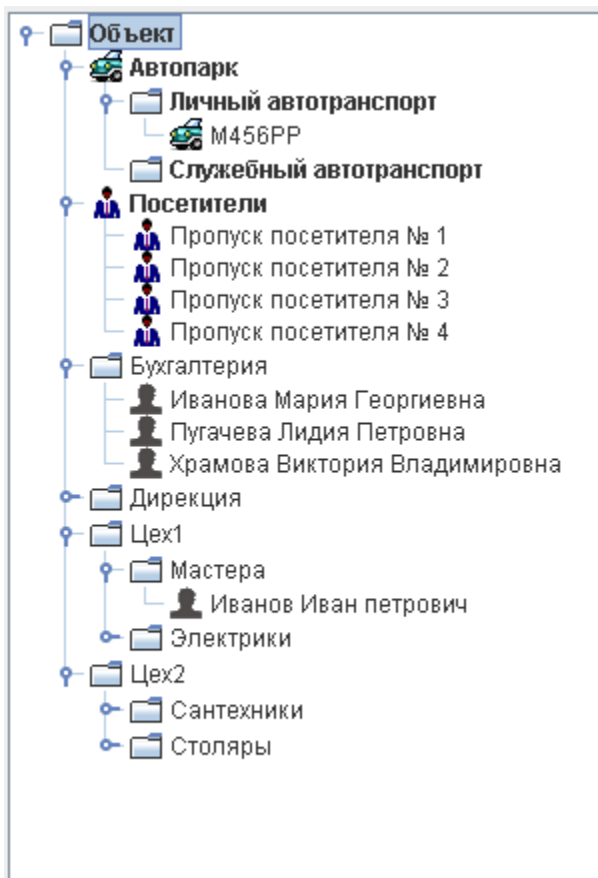 Объект
Автопарк
Личный автотранспорт
М456РР
Служебный автотранспорт
Посетители
Пропуск посетителя № 1
Пропуск посетителя № 2
Пропуск посетителя № 3
Пропуск посетителя № 4
Бухгалтерия
Иванова Мария Георгиевна
Пугачева Лидия Петровна
Храмова Виктория Владимировна
Дирекция
Цех1
Мастера
Иванов Иван петрович
Электрики
Цех2
Сантехники
Столяры